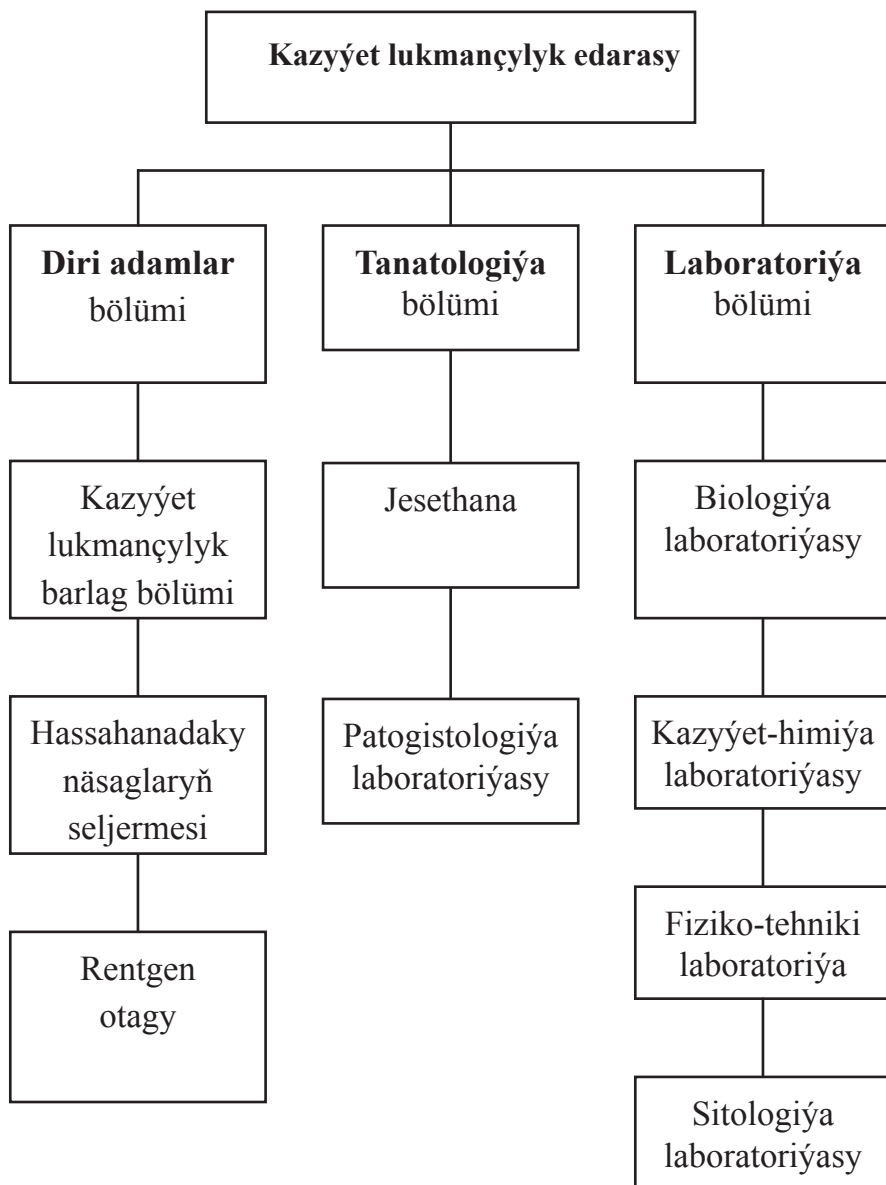 Kazyýet lukmançylyk edarasy
Diri adamlar
bölümi
Tanatologiýa
bölümi
Laboratoriýa
bölümi
Kazyýet
lukmançylyk
barlag bölümi
Jesethana
Biologiýa
laboratoriýasy
Hassahanadaky
näsaglaryň
seljermesi
Patogistologiýa
laboratoriýasy
Kazyýet-himiýa
laboratoriýasy
Rentgen
otagy
Fiziko-tehniki
laboratoriýa
Sitologiýa
laboratoriýasy